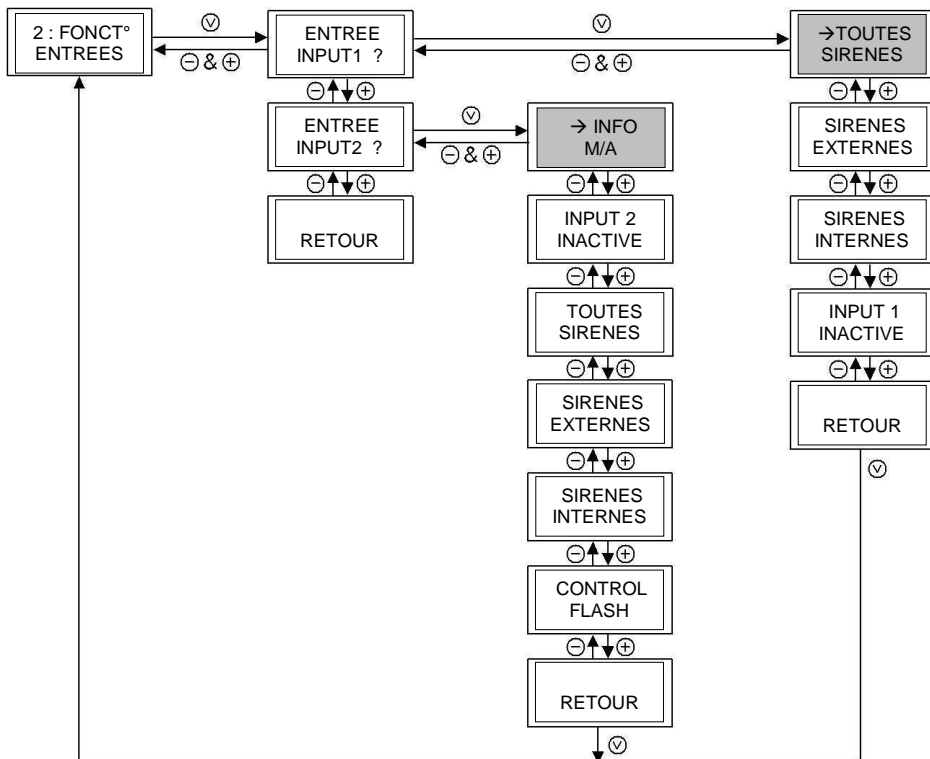 2 : FONCT°
ENTREES
V
- & +
ENTREE
INPUT1 ?
V
- & +
→TOUTES
SIRENES
- +
ENTREE
INPUT2 ?
V
- & +
→ INFO
M/A
- +
SIRENES
EXTERNES
- +
RETOUR
- +
INPUT 2
INACTIVE
- +
SIRENES
INTERNES
- +
TOUTES
SIRENES
- +
INPUT 1
INACTIVE
- +
SIRENES
EXTERNES
- +
RETOUR
V
- +
SIRENES
INTERNES
- +
CONTROL
FLASH
- +
RETOUR
V